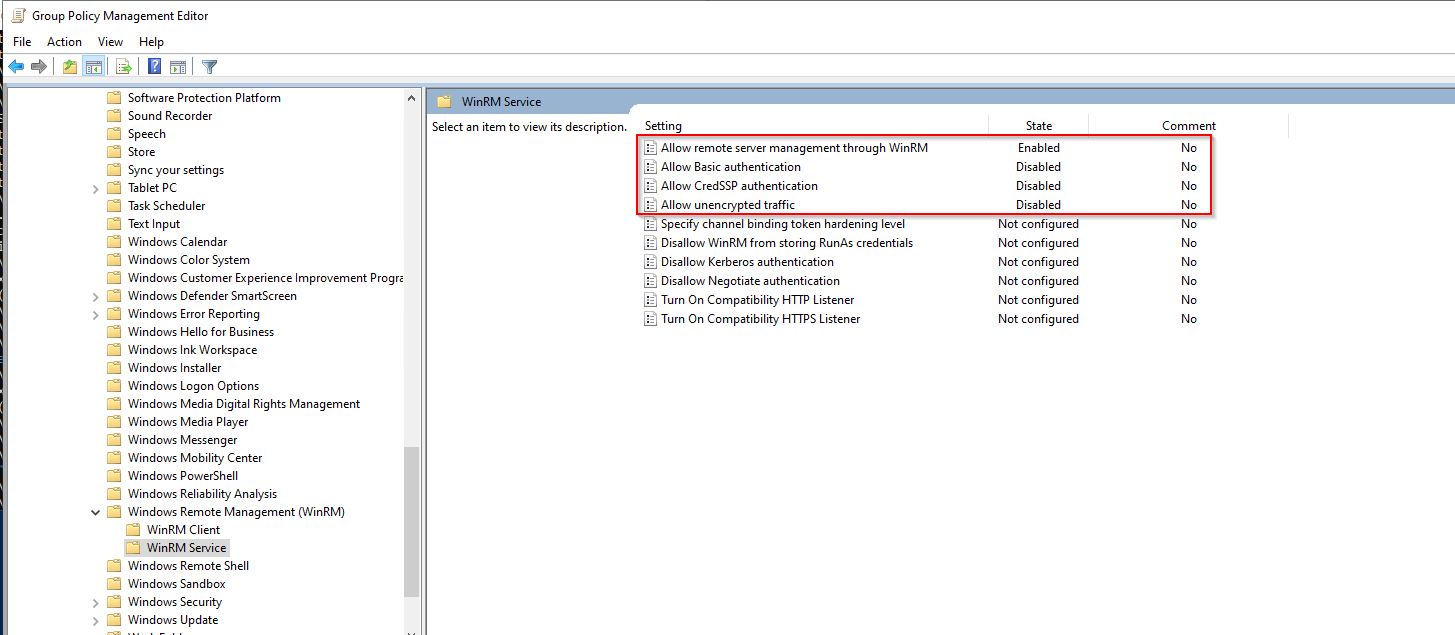 Group Policy Management Editor
File Action View Help
Software Protection Platform
Sound Recorder
Speech
Store
Sync your settings
Tablet PC
Task Scheduler
Text Input
Windows Calendar
Windows Color System
Windows Customer Experience Improvement Progra
Windows Defender SmartScreen
Windows Error Reporting
Windows Hello for Business
Windows Ink Workspace
Windows Installer
Windows Logon Options
Windows Media Digital Rights Management
Windows Media Player
Windows Messenger
Windows Mobility Center
Windows PowerShell
Windows Reliability Analysis
Windows Remote Management (WinRM)
WinRM Client
WinRM Service
Windows Remote Shell
Windows Sandbox
Windows Security
Windows Update
WinRM Service
Select an item to view its description.
Setting State Comment
Allow remote server management through WinRM Enabled No
Allow Basic authentication Disabled No
Allow CredSSP authentication Disabled No
Allow unencrypted traffic Disabled No
Specify channel binding token hardening level Not configured No
Disallow WinRM from storing RunAs credentials Not configured No
Disallow Kerberos authentication Not configured No
Disallow Negotiate authentication Not configured No
Turn On Compatibility HTTP Listener Not configured No
Turn On Compatibility HTTPS Listener Not configured No